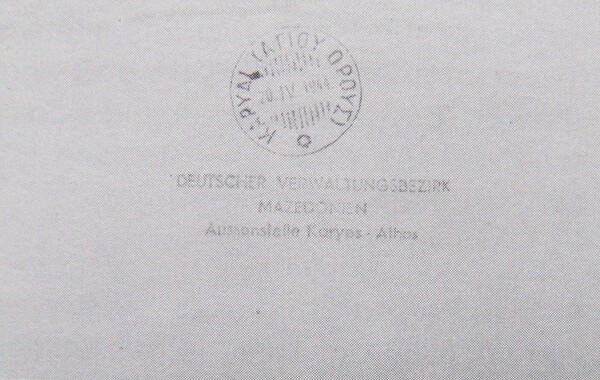 ΚΑΡΥΑΙ (ΑΓΙΟΥ ΟΡΟΥΣ)
20.IV.1944
DEUTSCHER VERWALTUNGSBEZIRK
MAZEDONIEN
Aussenstelle Karyes - Athos